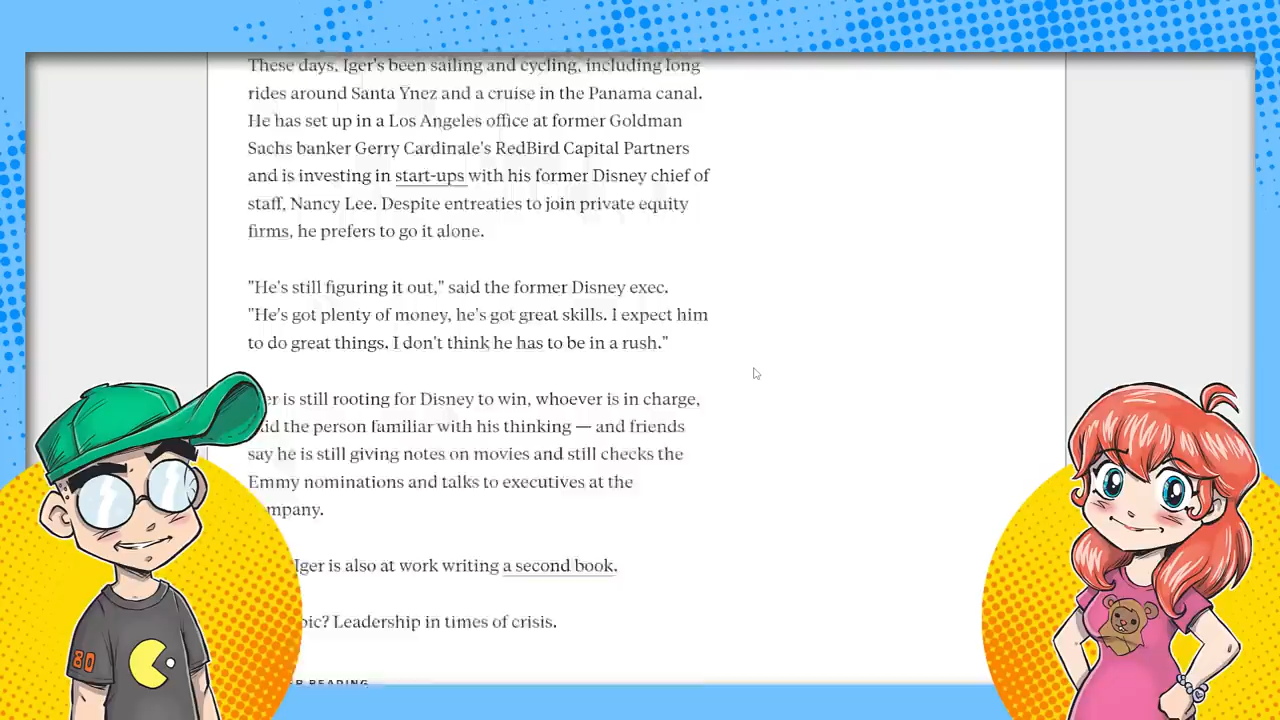 These days, Iger's been sailing and cycling, including long
rides around Santa Ynez and a cruise in the Panama canal.
He has set up in a Los Angeles office at former Goldman
Sachs banker Gerry Cardinale's RedBird Capital Partners
and is investing in start-ups with his former Disney chief of
staff, Nancy Lee. Despite entreaties to join private equity
firms, he prefers to go it alone.
"He's still figuring it out," said the former Disney exec.
"He's got plenty of money, he's got great skills. I expect him
to do great things. I don't think he has to be in a rush."
is still rooting for Disney to win, whoever is in charge,
the person familiar with his thinking — and friends
say he is still giving notes on movies and still checks the
Emmy nominations and talks to executives at the
Iger is also at work writing a second book.
Leadership in times of crisis.
READING
80